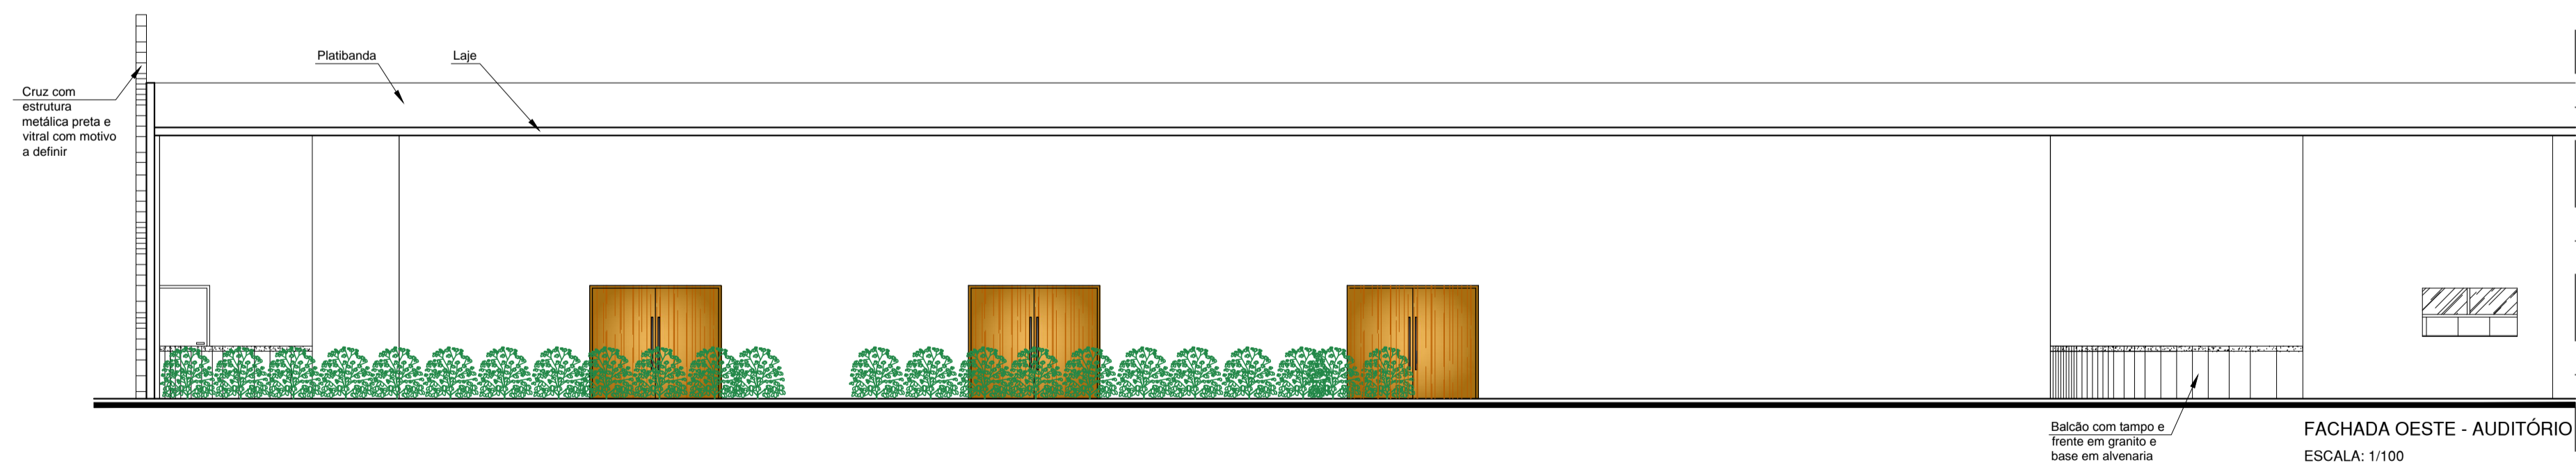 Platibanda
Laje
Cruz com
estrutura
metálica preta e
vitral com motivo
a definir
Balcão com tampo e
frente em granito e
base em alvenaria
FACHADA OESTE - AUDITÓRIO
ESCALA: 1/100